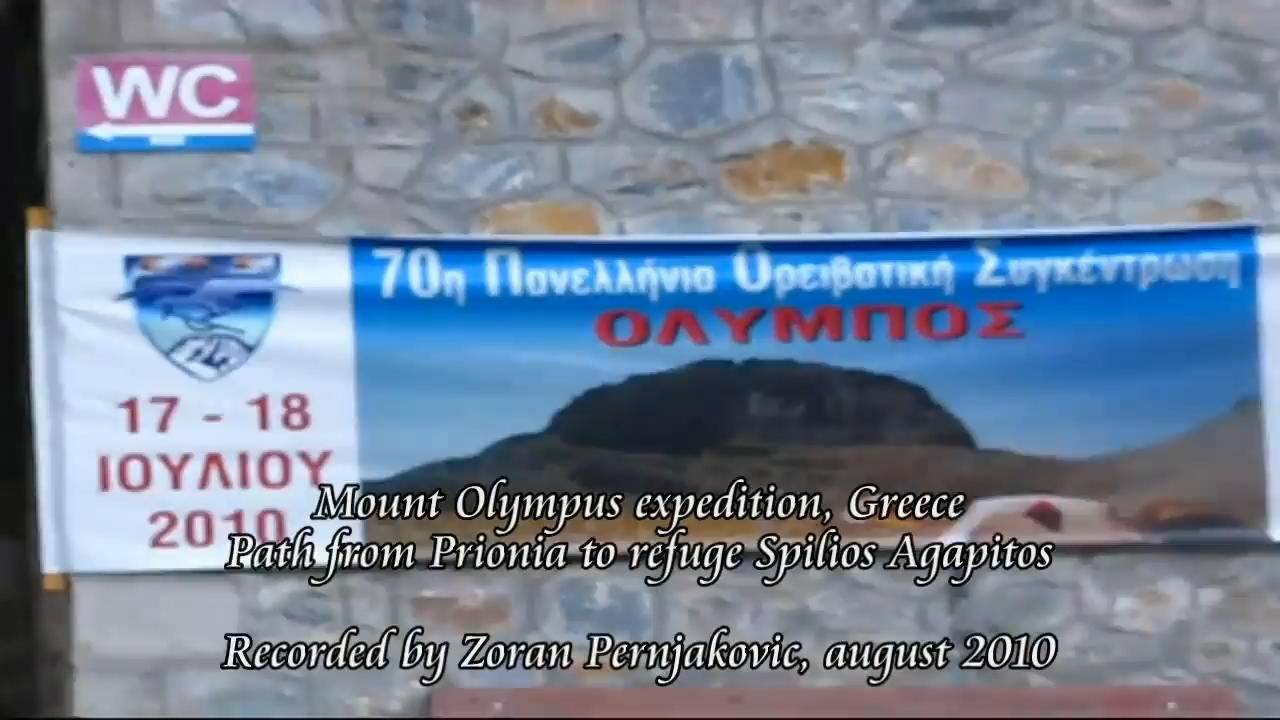 WC
70η Πανελλήνια Ορειβατική Συγκέντρωση
ΟΛΥΜΠΟΣ
17 - 18
ΙΟΥΛΙΟΥ
2010
Mount Olympus expedition, Greece
Path from Prionia to refuge Spilios Agapitos
Recorded by Zoran Pernjakovic, august 2010